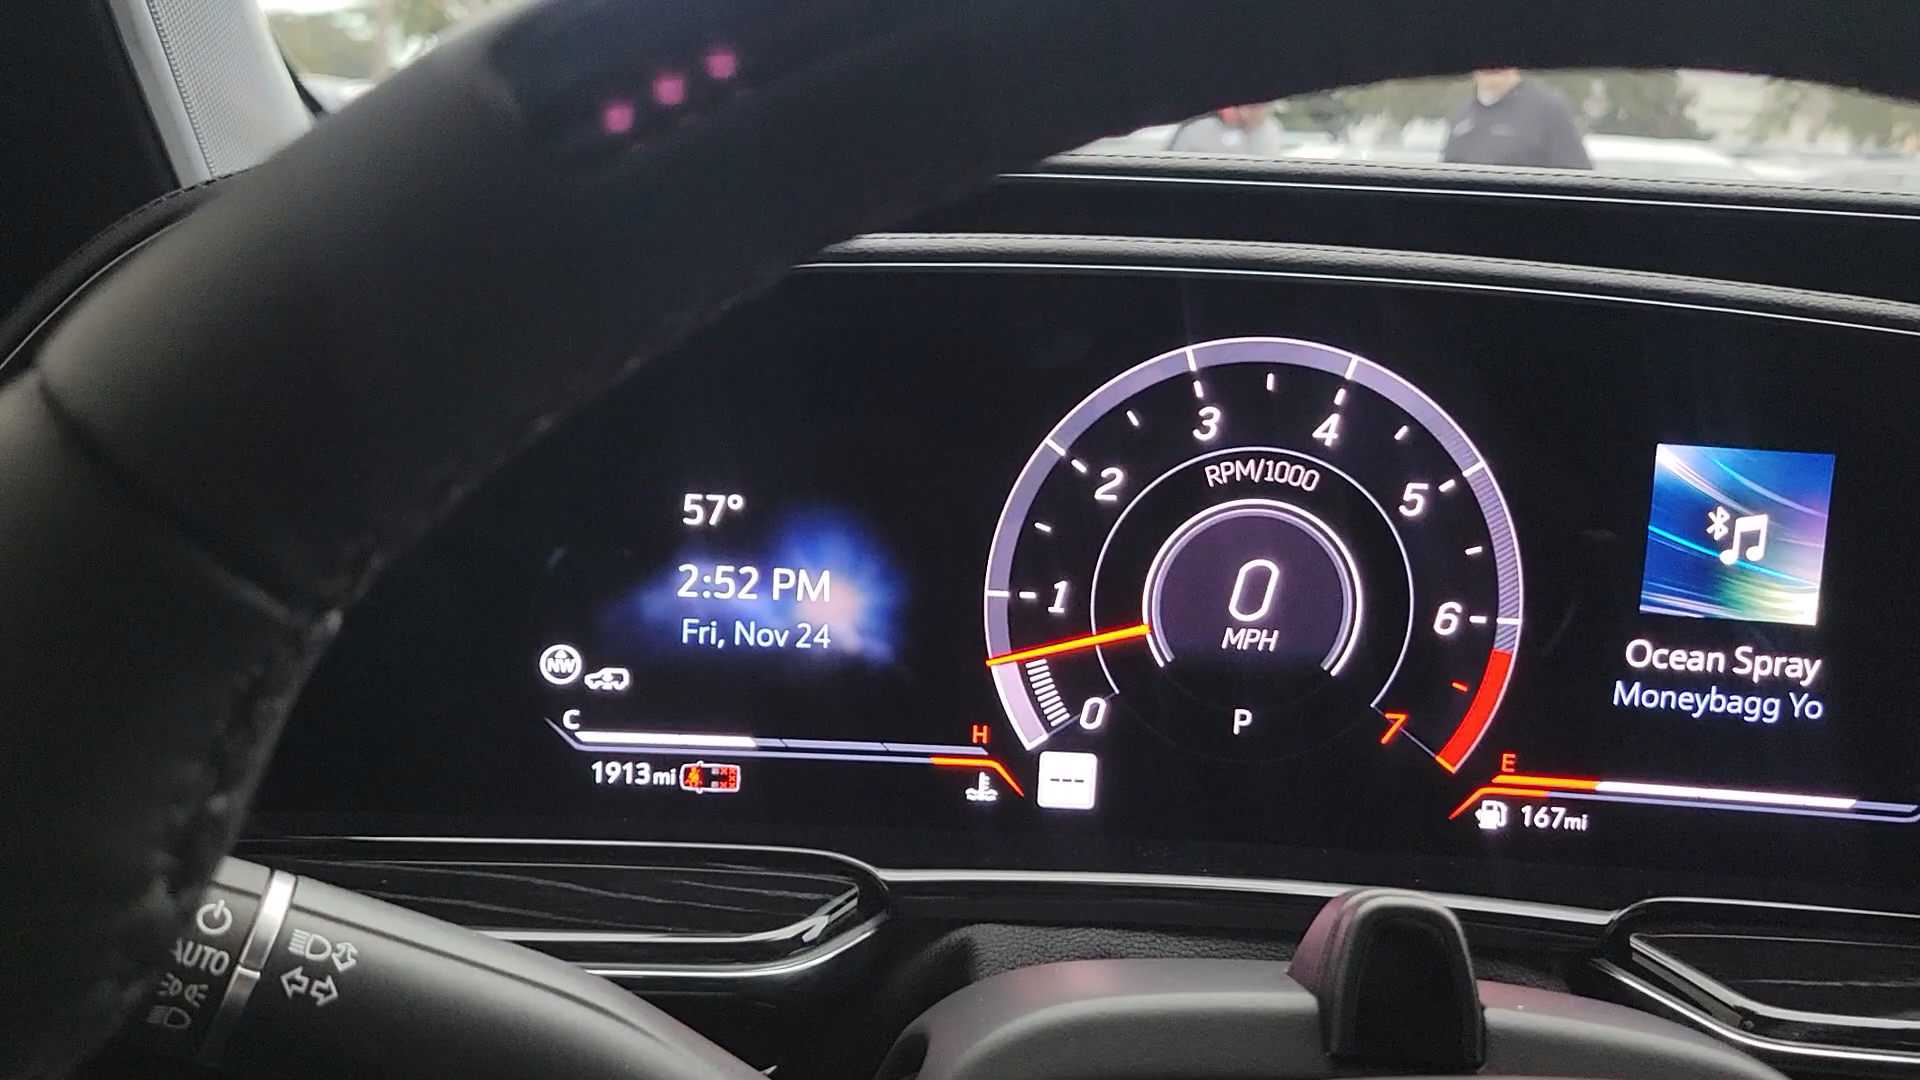 57°
2:52 PM
Fri, Nov 24
NW
C
H
1913mi
0
1
2
3
4
5
6
7
RPM/1000
0
MPH
P
---
E
167mi
Ocean Spray
Moneybagg Yo
AUTO